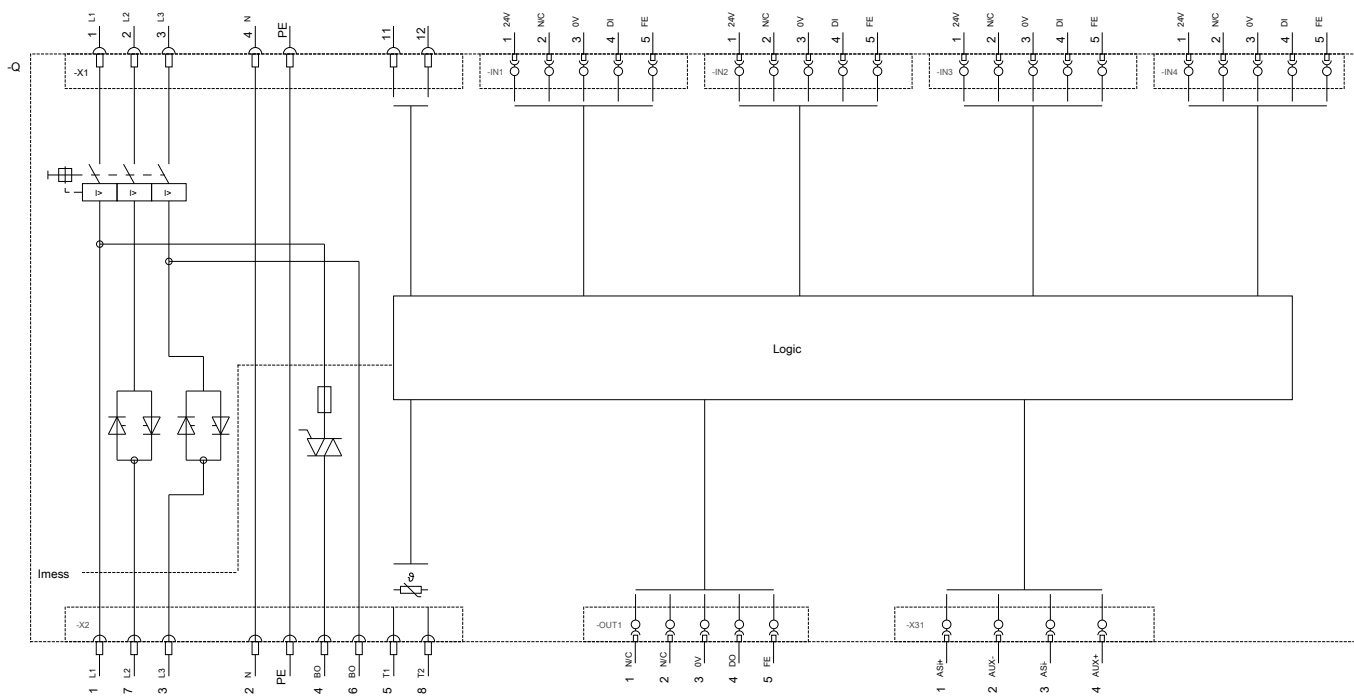 L1 L2 L3 N 24V N/C 0V DI FE 24V N/C 0V DI FE 24V N/C 0V DI FE 24V N/C 0V DI FE
1 2 3 4 PE 11 12 1 2 3 4 5 1 2 3 4 5 1 2 3 4 5 1 2 3 4 5
-Q
-X1 -IN1 -IN2 -IN3 -IN4
I> I> I>
Logic
Imess
ϑ
-X2 -OUT1 -X31
L1 L2 L3 N BO BO T1 T2 N/C N/C 0V DO FE ASI+ AUX- ASI- AUX+
1 7 3 2 PE 4 6 5 8 1 2 3 4 5 1 2 3 4